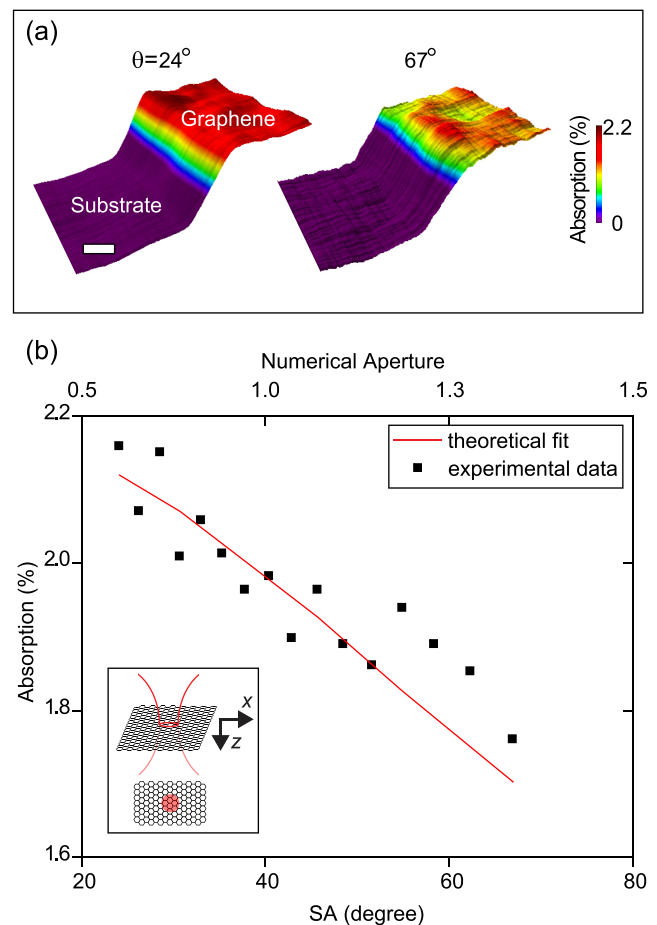 (a)
θ=24°
67°
Graphene
Substrate
Absorption (%)
2.2
0
(b)
Numerical Aperture
0.5 1.0 1.3 1.5
2.2
2.0
1.8
1.6
Absorption (%)
theoretical fit
experimental data
x
z
20 40 60 80
SA (degree)